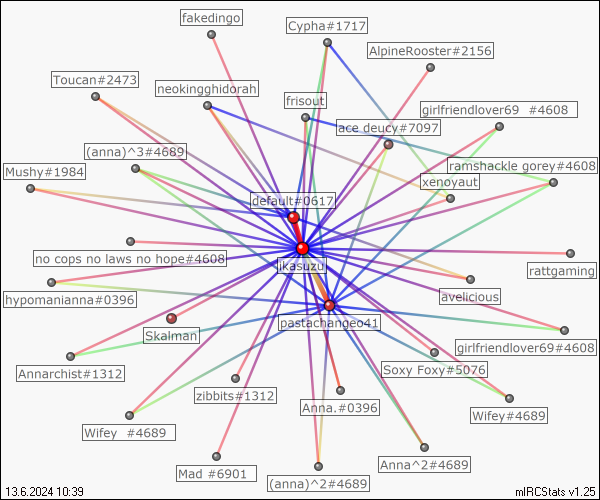 fakedingo
Cypha#1717
AlpineRooster#2156
Toucan#2473
neokingghidorah
frisout
girlfriendlover69 #4608
ace deucy#7097
(anna)^3#4689
ramshackle gorey#4608
Mushy#1984
xenoyaut
default#0617
no cops no laws no hope#4608
jkasuzu
rattgaming
hypomanianna#0396
avelicious
Skalman
pastachangeo41
girlfriendlover69#4608
Annarchist#1312
Soxy Foxy#5076
zibbits#1312
Anna.#0396
Wifey#4689
Wifey #4689
Mad #6901
(anna)^2#4689
Anna^2#4689
13.6.2024 10:39
mIRCStats v1.25